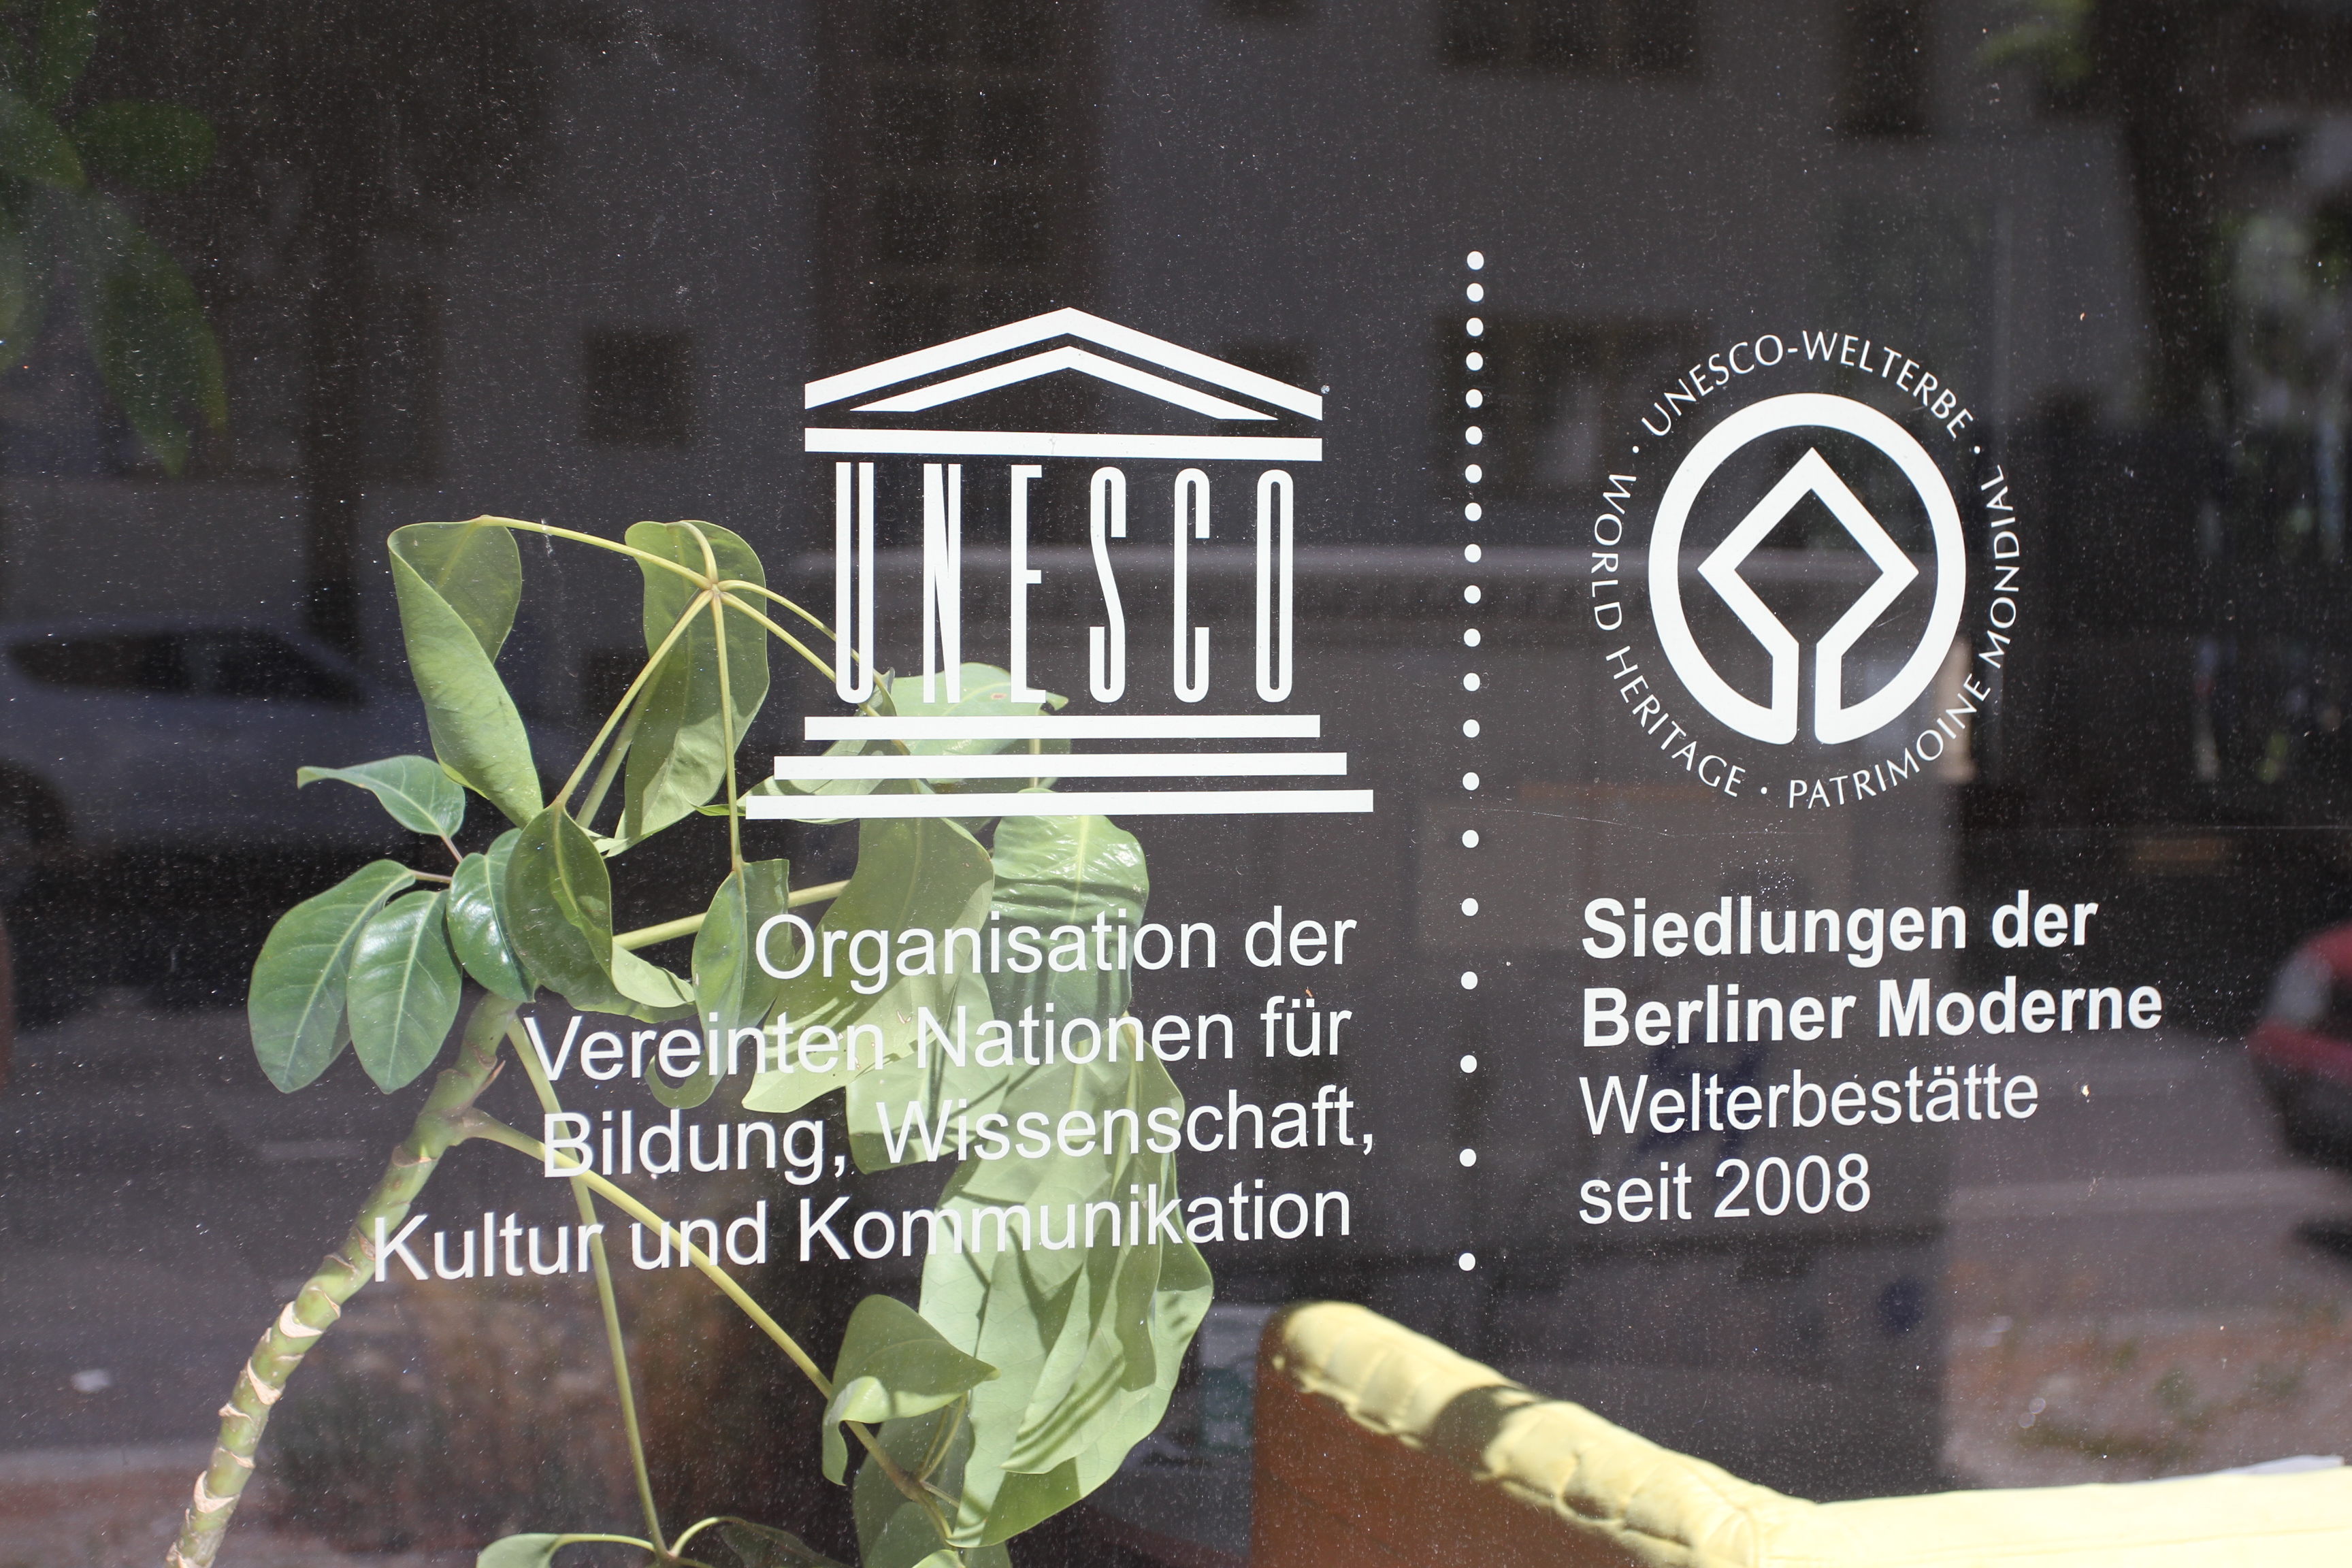 UNESCO
Organisation der
Vereinten Nationen für
Bildung, Wissenschaft,
Kultur und Kommunikation
UNESCO-WELTERBE · PATRIMOINE MONDIAL · WORLD HERITAGE ·
Siedlungen der
Berliner Moderne
Welterbestätte
seit 2008